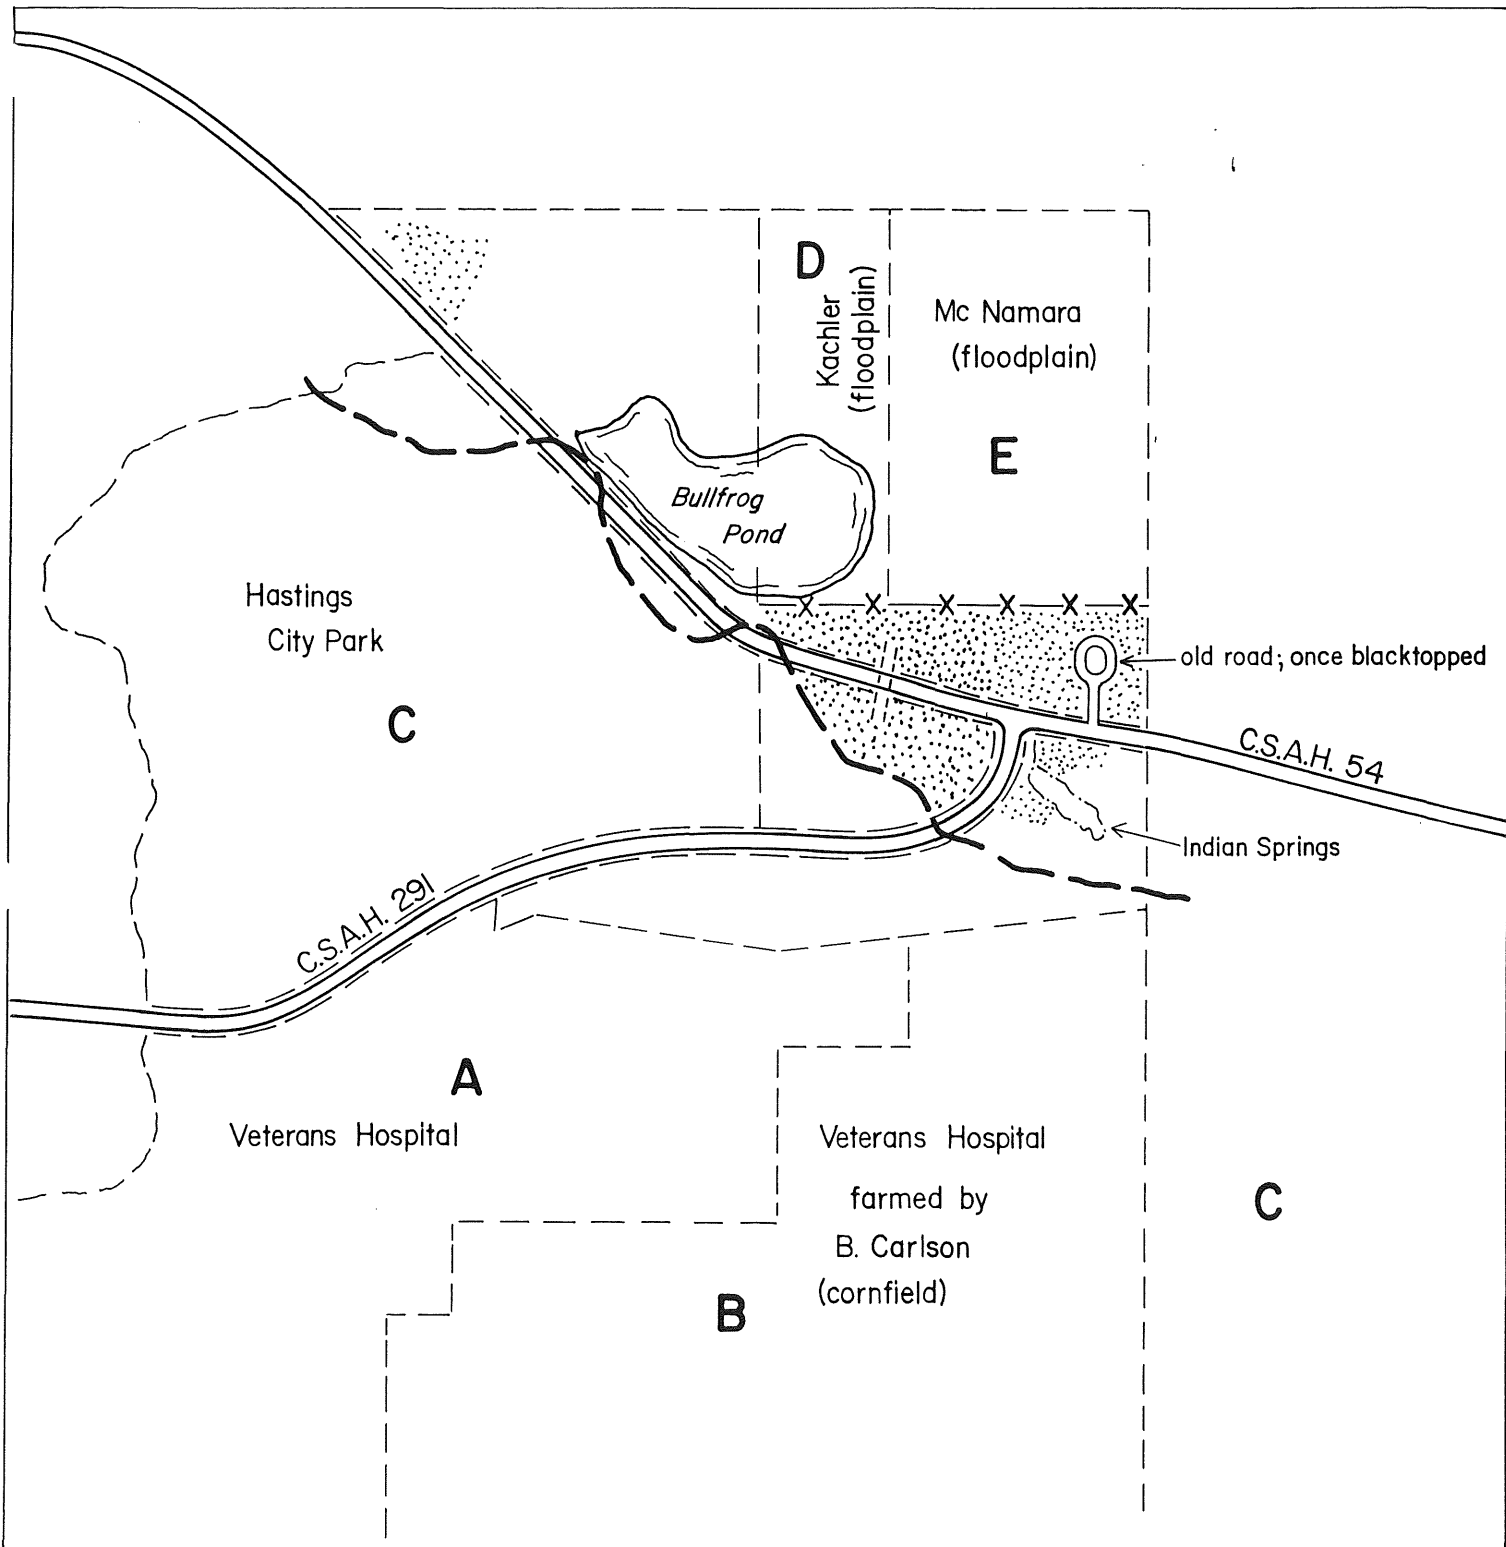 D
Kachler
(floodplain)
Mc Namara
(floodplain)
E
Bullfrog
Pond
Hastings
City Park
X X X X X X
old road; once blacktopped
C
C.S.A.H. 54
Indian Springs
C.S.A.H. 291
A
Veterans Hospital
Veterans Hospital
farmed by
B. Carlson
(cornfield)
C
B